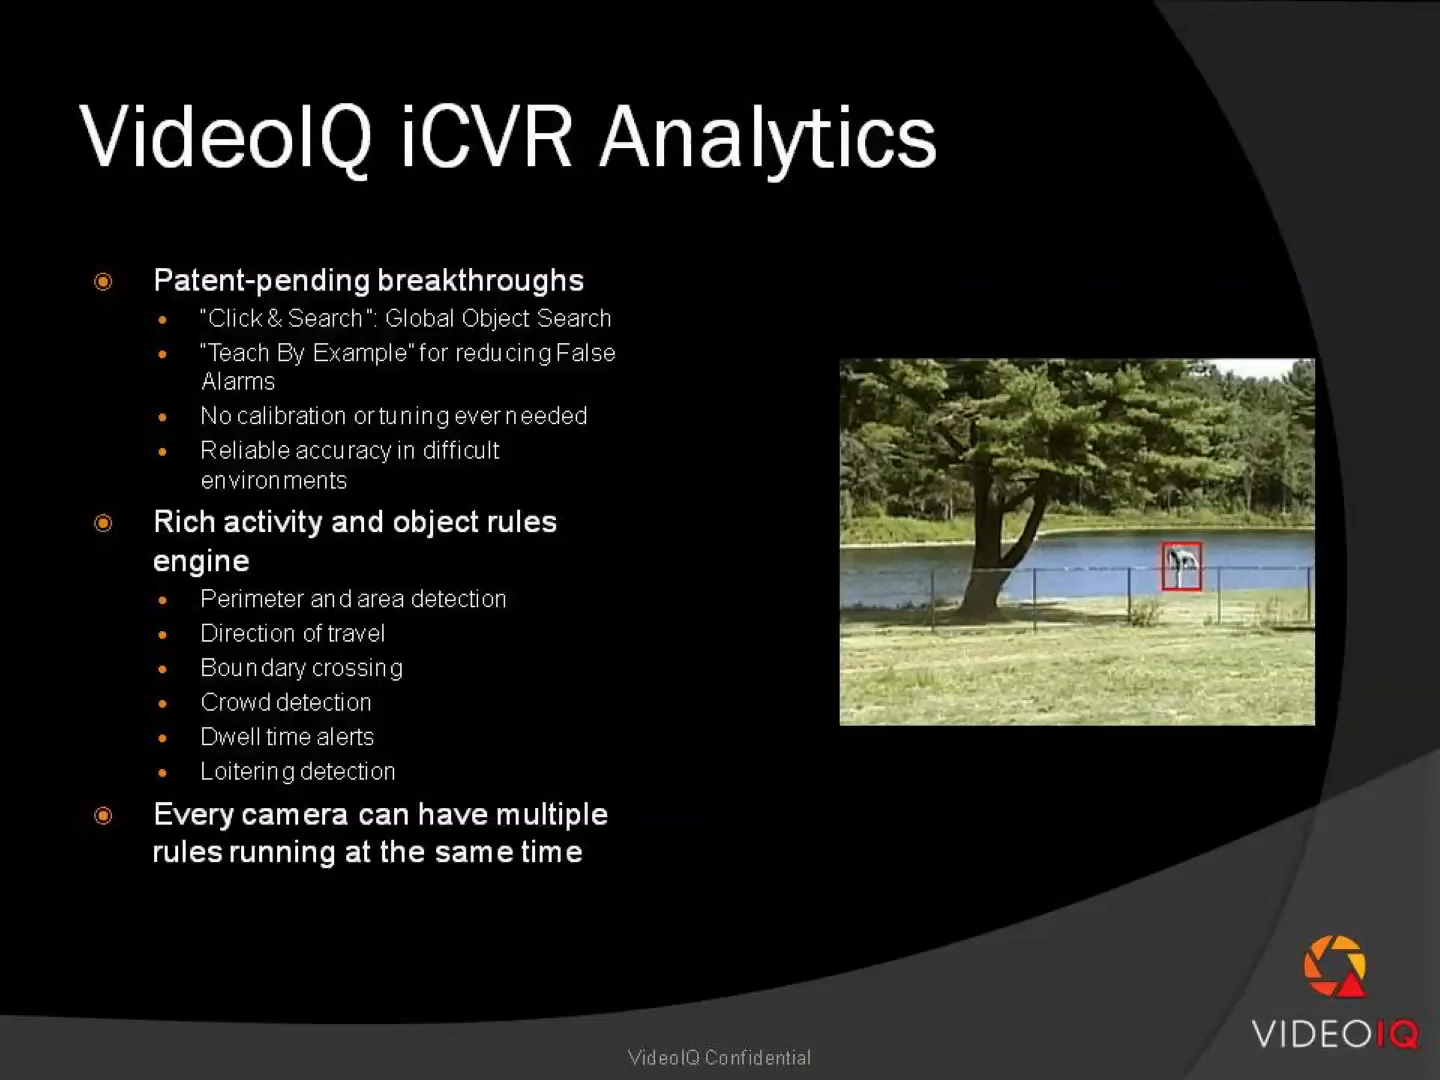 VideoIQ iCVR Analytics
Patent-pending breakthroughs
"Click & Search": Global Object Search
"Teach By Example" for reducing False
Alarms
No calibration or tuning ever needed
Reliable accuracy in difficult
environments
Rich activity and object rules
engine
Perimeter and area detection
Direction of travel
Boundary crossing
Crowd detection
Dwell time alerts
Loitering detection
Every camera can have multiple
rules running at the same time
VIDEOIQ
VideoIQ Confidential